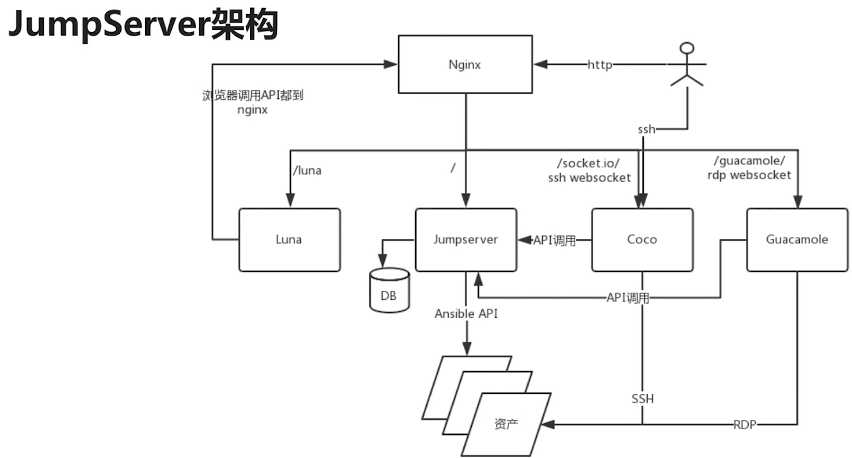 JumpServer架构
Nginx
http
浏览器调用API都到
nginx
ssh
/luna
/
/socket.io/
ssh websocket
/guacamole/
rdp websocket
Luna
Jumpserver
API调用
Coco
Guacamole
DB
API调用
Ansible API
SSH
资产
RDP